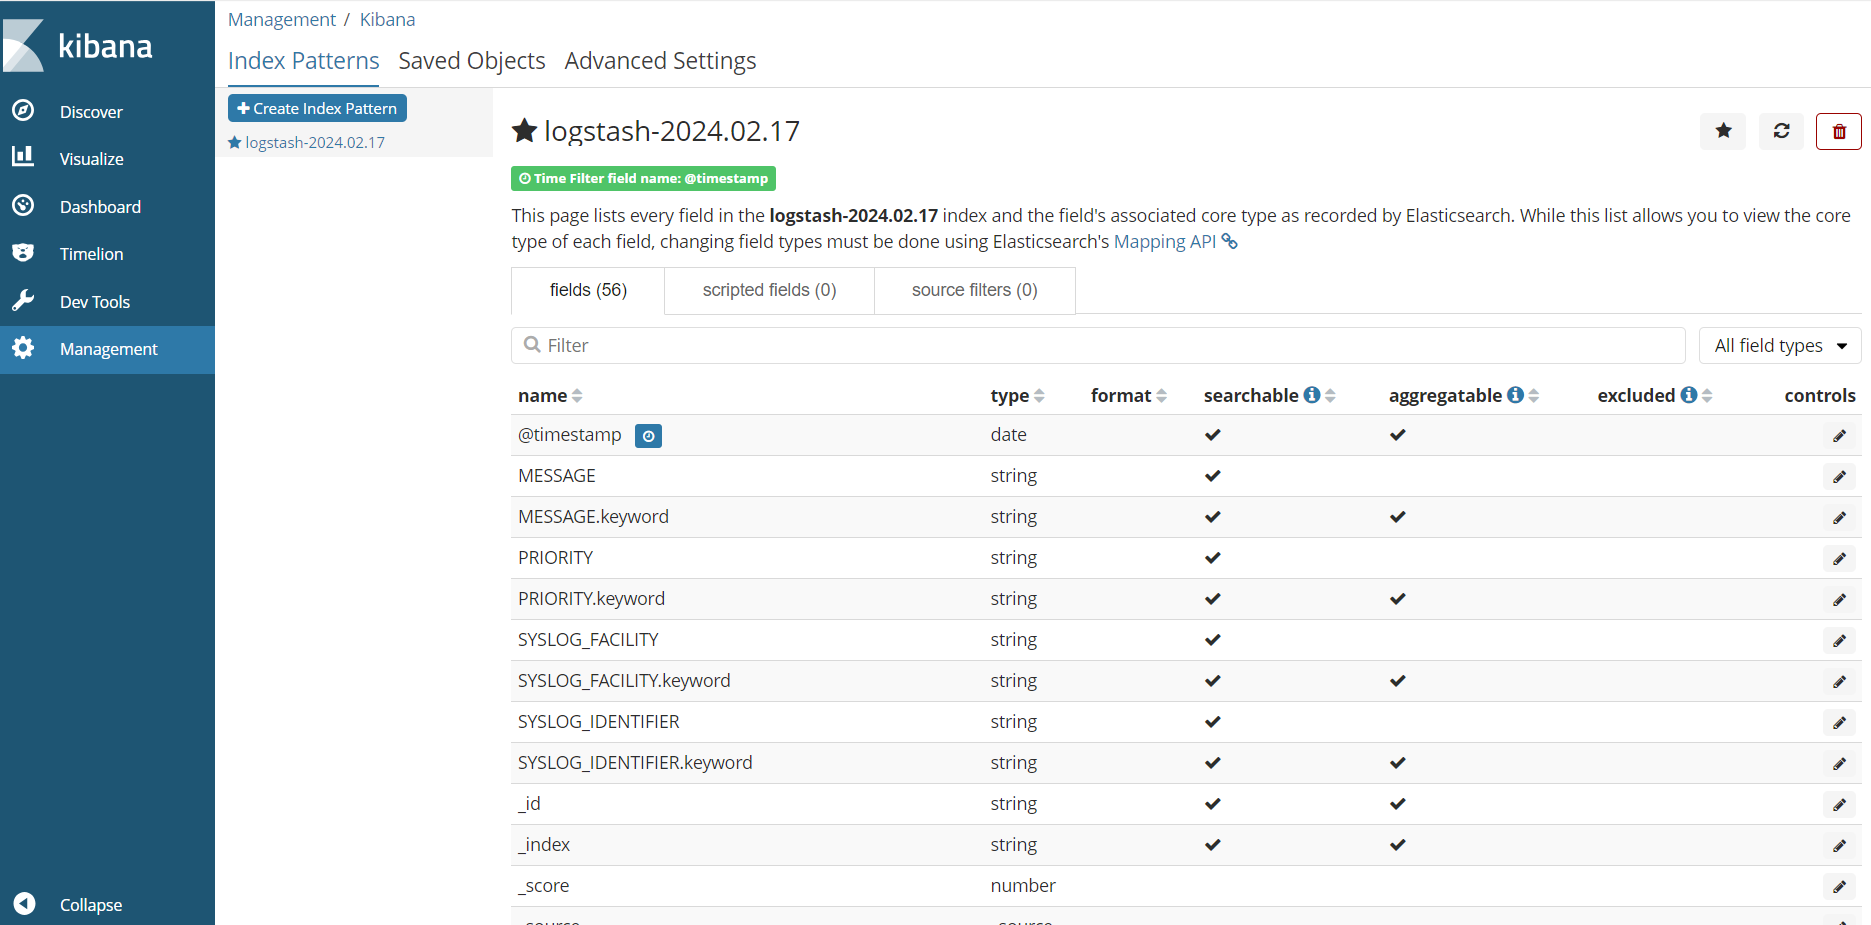 kibana
Discover
Visualize
Dashboard
Timelion
Dev Tools
Management
Collapse
Management / Kibana
Index Patterns Saved Objects Advanced Settings
Create Index Pattern
logstash-2024.02.17
logstash-2024.02.17
Time Filter field name: @timestamp
This page lists every field in the logstash-2024.02.17 index and the field's associated core type as recorded by Elasticsearch. While this list allows you to view the core
type of each field, changing field types must be done using Elasticsearch's Mapping API
fields (56) scripted fields (0) source filters (0)
Filter All field types
name type format searchable aggregatable excluded controls
@timestamp date
MESSAGE string
MESSAGE.keyword string
PRIORITY string
PRIORITY.keyword string
SYSLOG_FACILITY string
SYSLOG_FACILITY.keyword string
SYSLOG_IDENTIFIER string
SYSLOG_IDENTIFIER.keyword string
_id string
_index string
_score number
_source _source